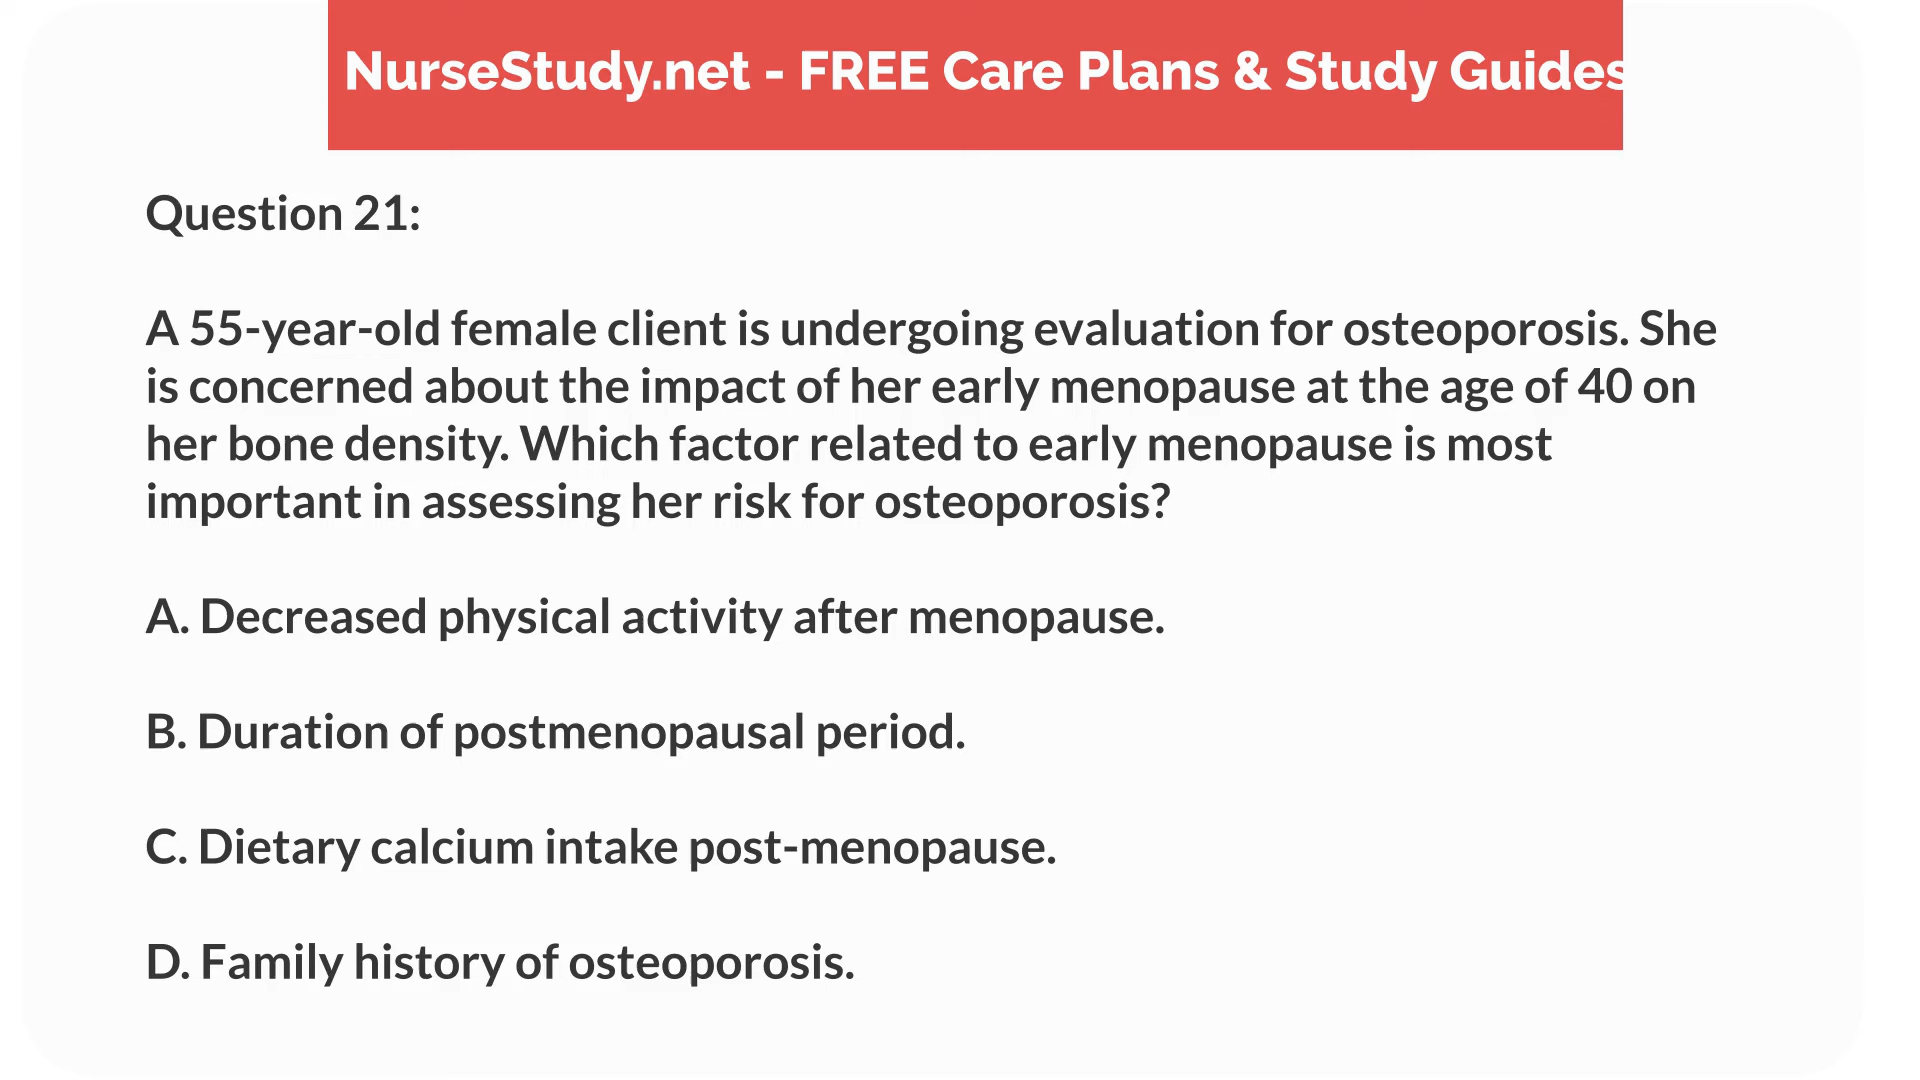 NurseStudy.net - FREE Care Plans & Study Guides
Question 21:
A 55-year-old female client is undergoing evaluation for osteoporosis. She
is concerned about the impact of her early menopause at the age of 40 on
her bone density. Which factor related to early menopause is most
important in assessing her risk for osteoporosis?
A. Decreased physical activity after menopause.
B. Duration of postmenopausal period.
C. Dietary calcium intake post-menopause.
D. Family history of osteoporosis.